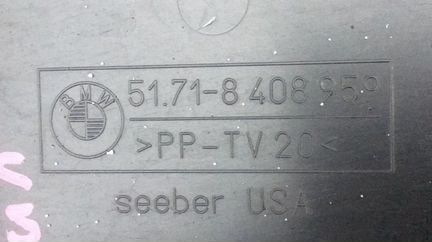 BMW
51.71-8 408 959
>PP-TV 20<
seeber USA